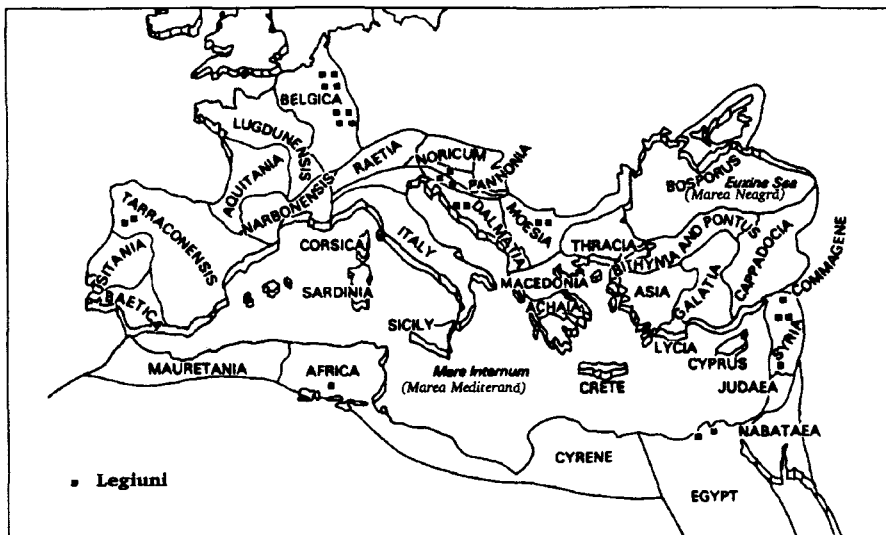 BELGICA
LUGDUNENSIS
AQUITANIA
NARBONENSIS
RAETIA
NORICUM
PANNONIA
BOSPORUS
Euxine Sea
(Marea Neagră)
TARRACONENSIS
CORSICA
ITALY
DALMATIA
MOESIA
THRACIA
BITHYMIA AND PONTUS
CAPPADOCIA
COMMAGENE
LUSITANIA
BAETICA
SARDINIA
MACEDONIA
ASIA
GALATIA
ACHAIA
SICILY
LYCIA
CYPRUS
SYRIA
MAURETANIA
AFRICA
Mare Internum
(Marea Mediterană)
CRETE
JUDAEA
NABATAEA
CYRENE
EGYPT
Legiuni